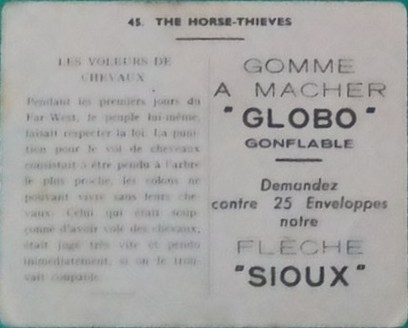 45. THE HORSE-THIEVES
LES VOLEURS DE
CHEVAUX
Pendant les premiers jours du
Far-West, le peuple lui-même,
faisait respecter la loi. La puni-
tion pour le vol de chevaux
consistait à être pendu à l'arbre
le plus proche, les colons ne
pouvant vivre sans leurs che-
vaux. Celui qui était soup-
çonné d'avoir volé des chevaux,
était jugé très vite et pendu
immédiatement, si on le trou-
vait coupable.
GOMME
A MACHER
"GLOBO"
GONFLABLE
Demandez
contre 25 Enveloppes
notre
FLÈCHE
"SIOUX"